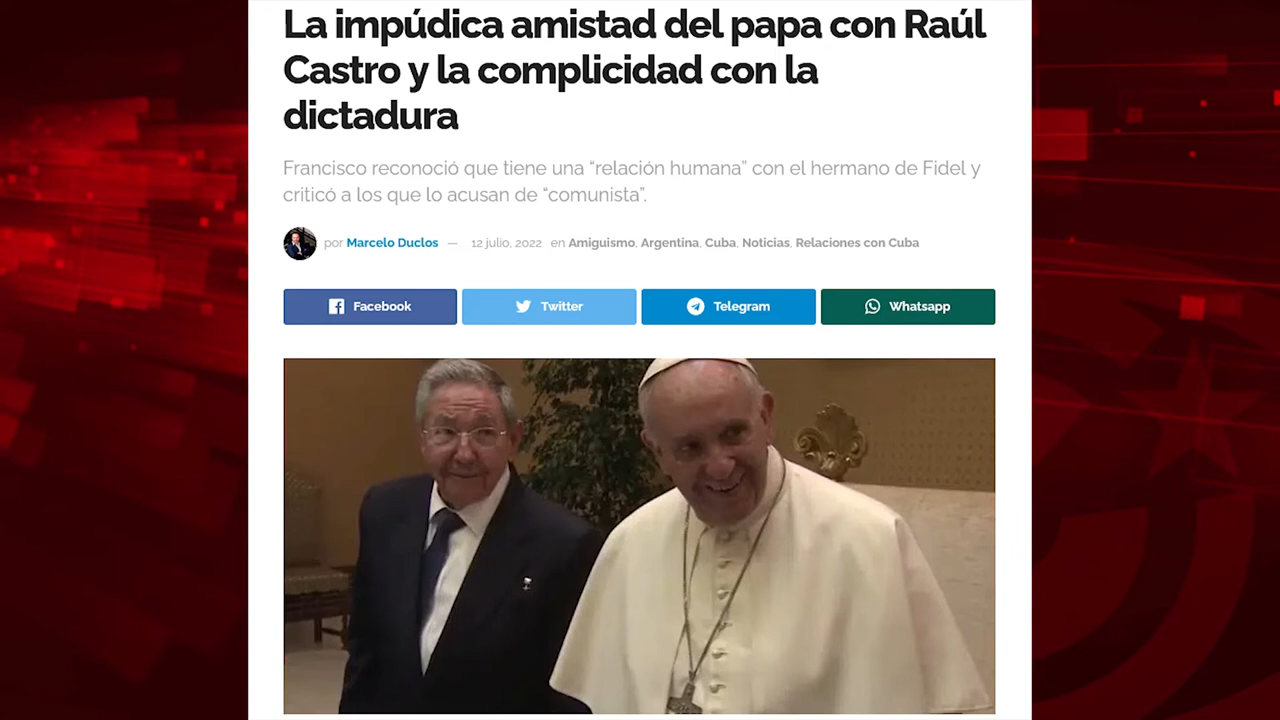 La impúdica amistad del papa con Raúl
Castro y la complicidad con la
dictadura
Francisco reconoció que tiene una “relación humana” con el hermano de Fidel y
criticó a los que lo acusan de “comunista”.
por Marcelo Duclos — 12 julio, 2022 en Amiguismo, Argentina, Cuba, Noticias, Relaciones con Cuba
Facebook Twitter Telegram Whatsapp